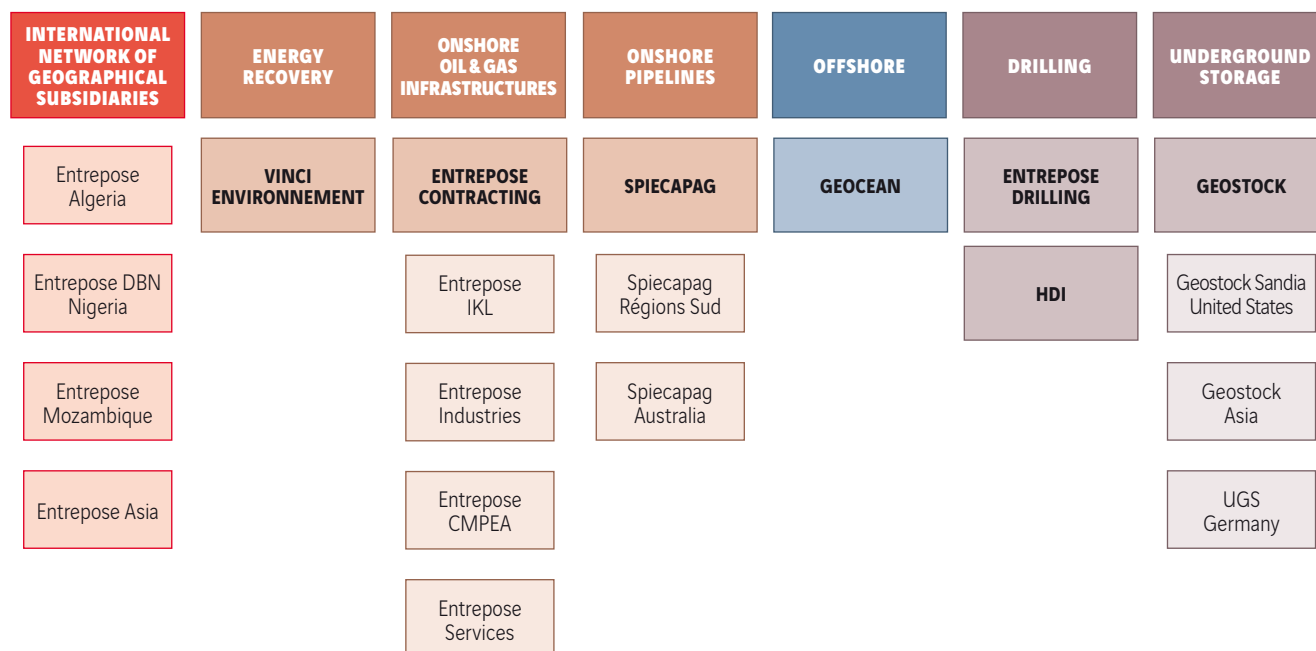 INTERNATIONAL
NETWORK OF
GEOGRAPHICAL
SUBSIDIARIES
Entrepose
Algeria
Entrepose DBN
Nigeria
Entrepose
Mozambique
Entrepose Asia
ENERGY
RECOVERY
VINCI
ENVIRONNEMENT
ONSHORE
OIL & GAS
INFRASTRUCTURES
ENTREPOSE
CONTRACTING
Entrepose
IKL
Entrepose
Industries
Entrepose
CMPEA
Entrepose
Services
ONSHORE
PIPELINES
SPIECAPAG
Spiecapag
Régions Sud
Spiecapag
Australia
OFFSHORE
GEOCEAN
DRILLING
ENTREPOSE
DRILLING
HDI
UNDERGROUND
STORAGE
GEOSTOCK
Geostock Sandia
United States
Geostock
Asia
UGS
Germany